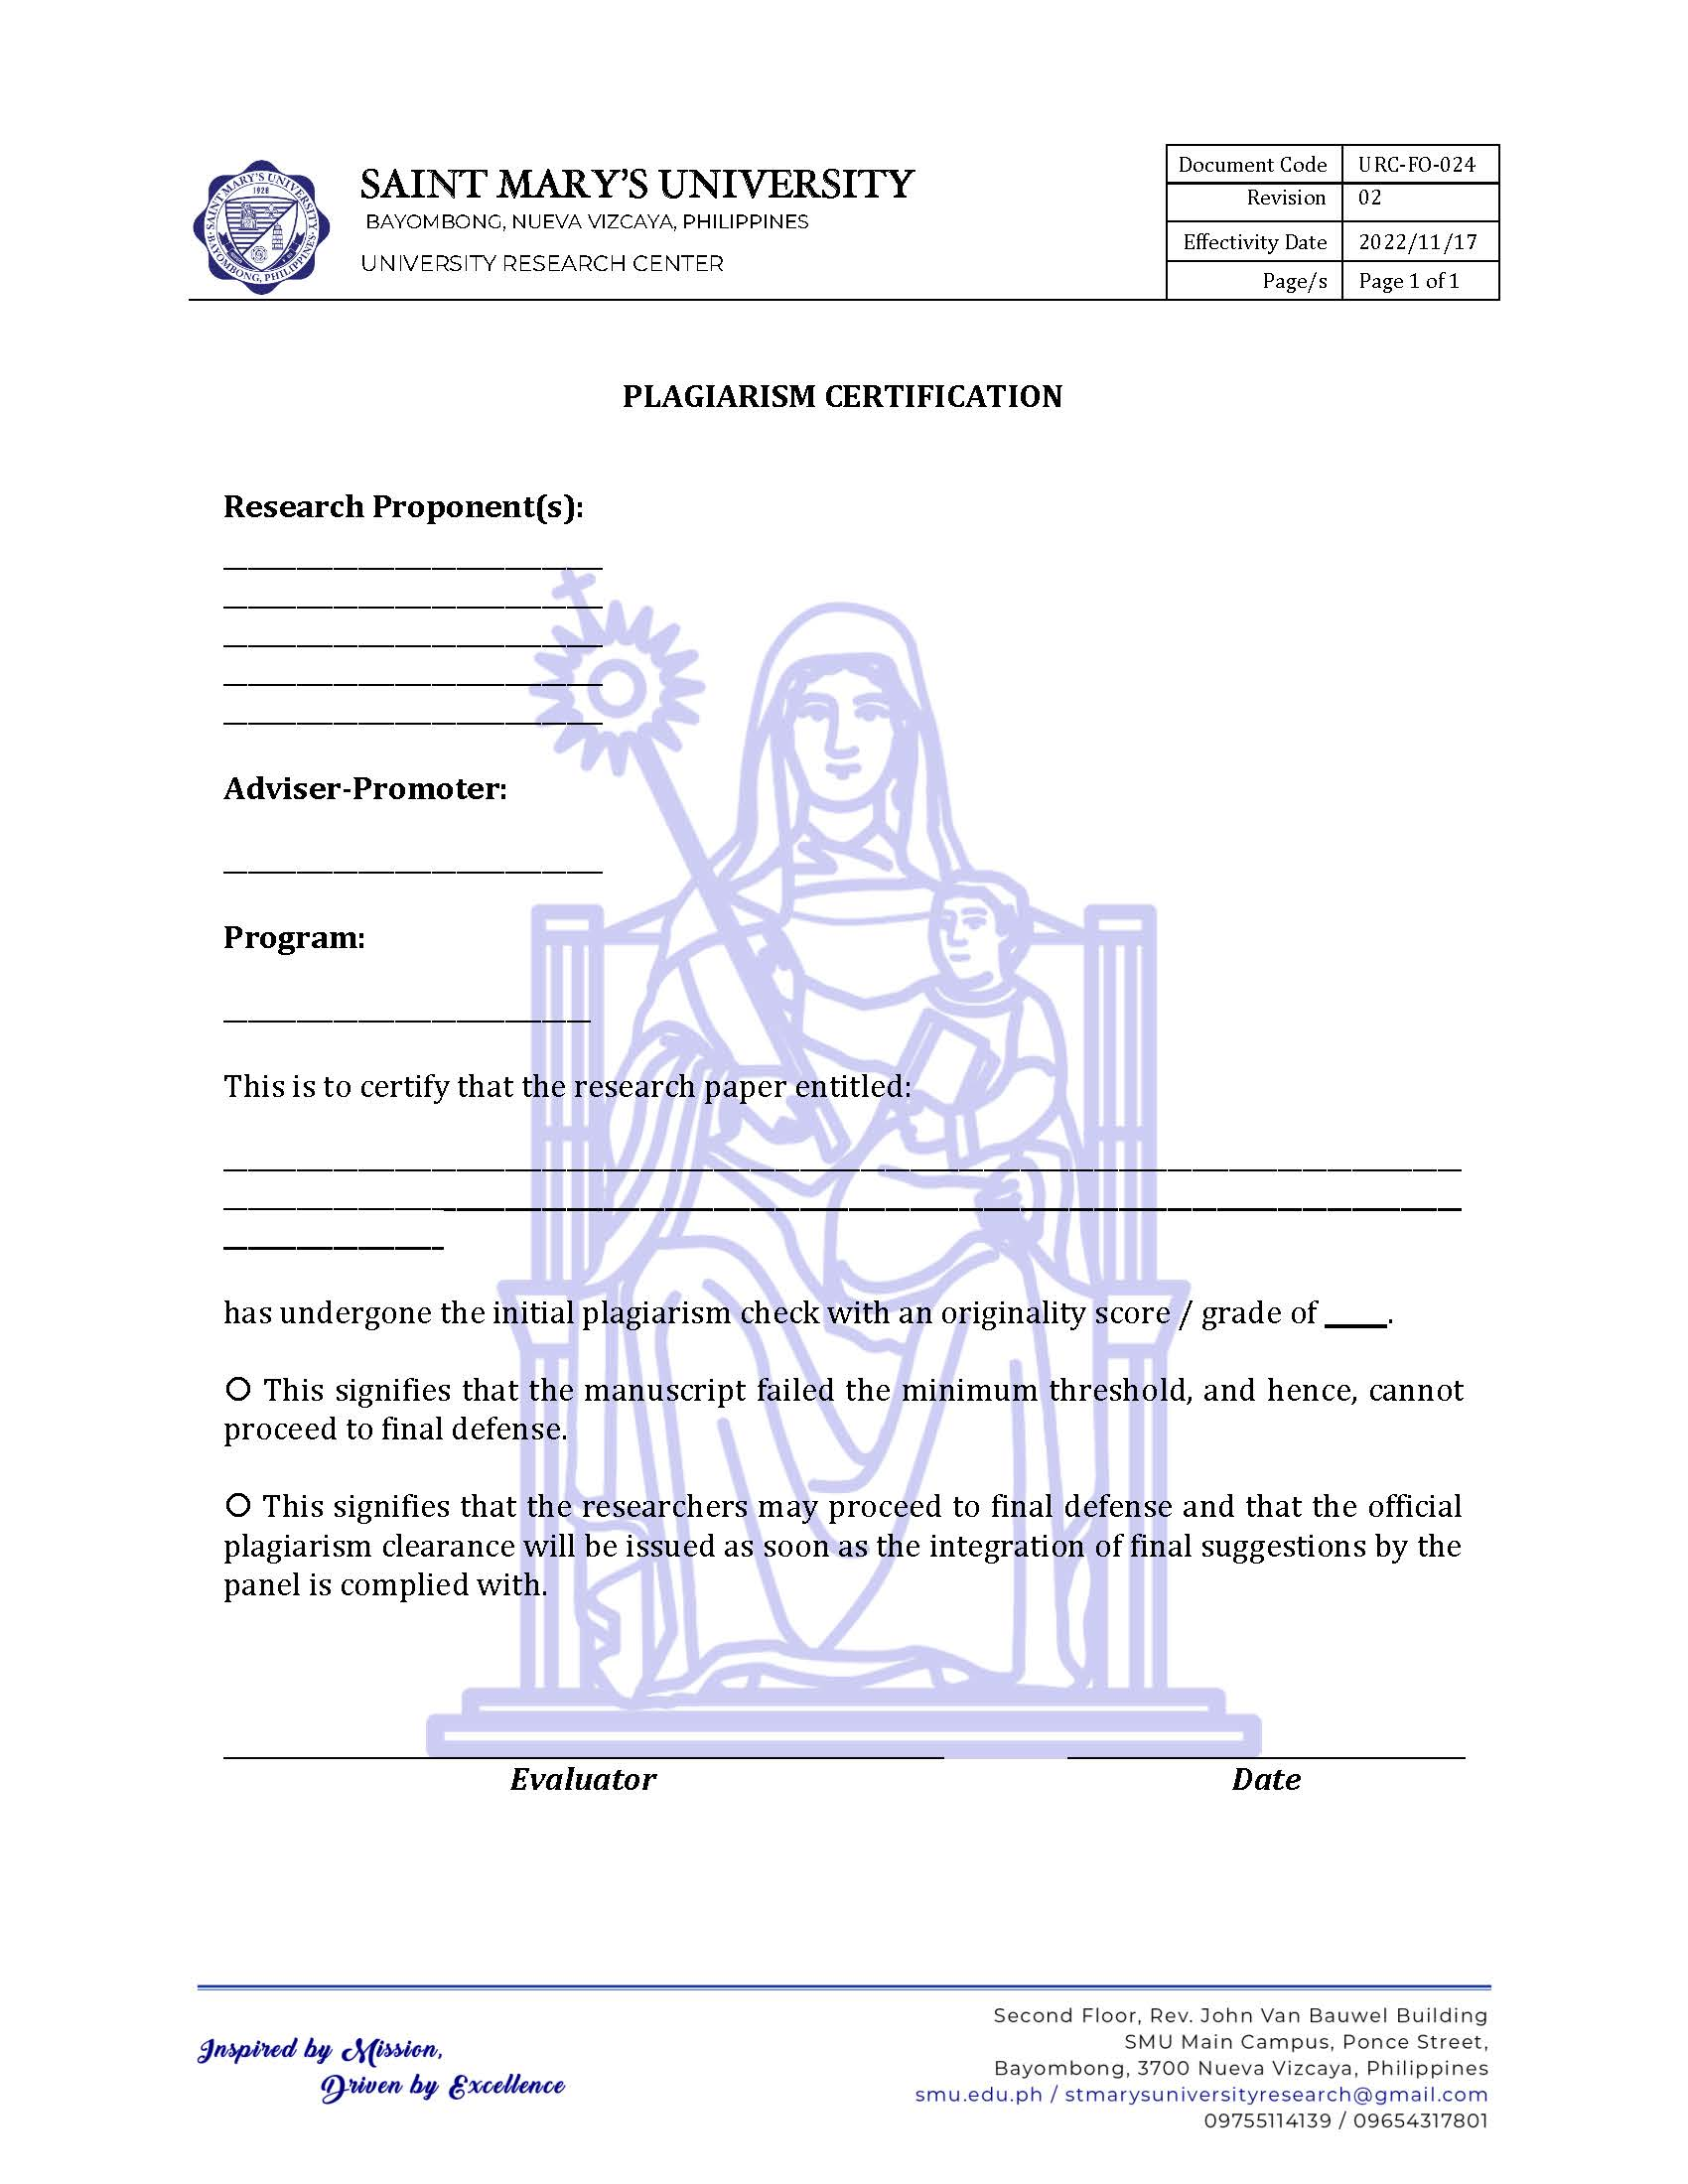 SAINT MARY'S UNIVERSITY
1928
BAYOMBONG, PHILIPPINES
SAINT MARY'S UNIVERSITY
BAYOMBONG, NUEVA VIZCAYA, PHILIPPINES
UNIVERSITY RESEARCH CENTER
Document Code URC-FO-024
Revision 02
Effectivity Date 2022/11/17
Page/s Page 1 of 1
PLAGIARISM CERTIFICATION
Research Proponent(s):
Adviser-Promoter:
Program:
This is to certify that the research paper entitled:
has undergone the initial plagiarism check with an originality score / grade of _____.
This signifies that the manuscript failed the minimum threshold, and hence, cannot
proceed to final defense.
This signifies that the researchers may proceed to final defense and that the official
plagiarism clearance will be issued as soon as the integration of final suggestions by the
panel is complied with.
Evaluator Date
Inspired by Mission,
Driven by Excellence
Second Floor, Rev. John Van Bauwel Building
SMU Main Campus, Ponce Street,
Bayombong, 3700 Nueva Vizcaya, Philippines
smu.edu.ph / stmarysuniversityresearch@gmail.com
09755114139 / 09654317801